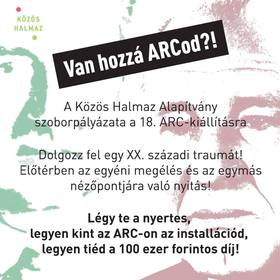 KÖZÖS
HALMAZ
Van hozzá ARCod?!
A Közös Halmaz Alapítvány
szoborpályázata a 18. ARC-kiállításra
Dolgozz fel egy XX. századi traumát!
Előtérben az egyéni megélés és az egymás
nézőpontjára való nyitás!
Légy te a nyertes,
legyen kint az ARC-on az installációd,
legyen tiéd a 100 ezer forintos díj!